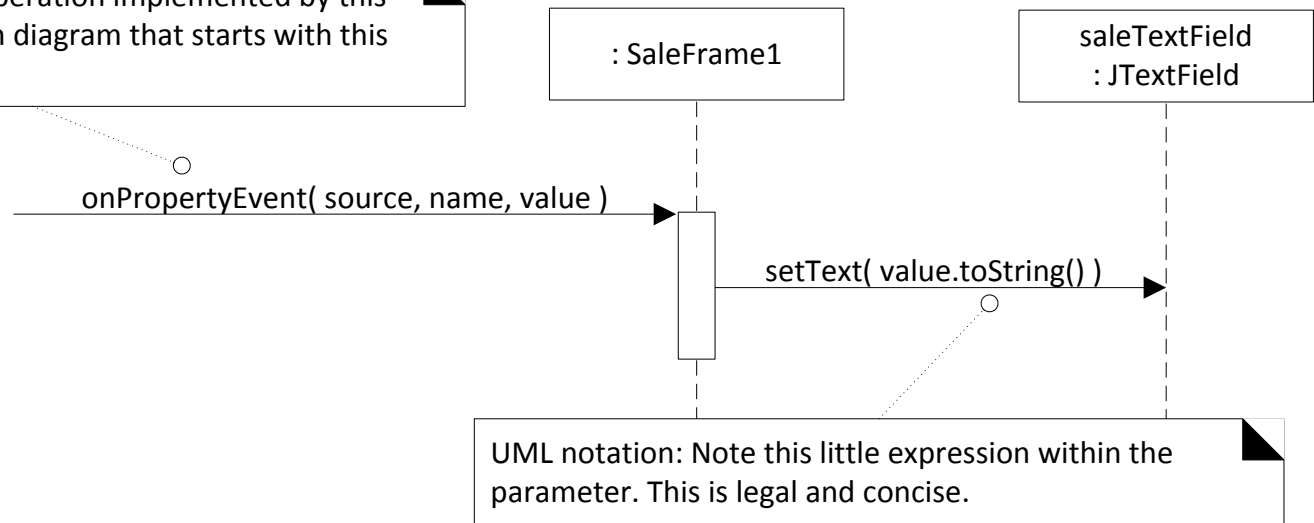 operation implemented by this
diagram that starts with this
: SaleFrame1
saleTextField
: JTextField
onPropertyEvent( source, name, value )
setText( value.toString() )
UML notation: Note this little expression within the
parameter. This is legal and concise.